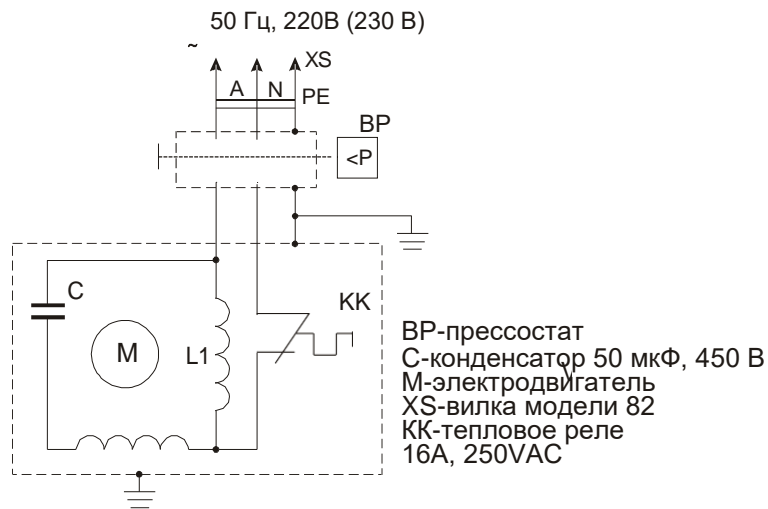 50 Гц, 220В (230 В)
~
XS
A N PE
BP
<P
C
KK
M
L1
ВР-прессостат
С-конденсатор 50 мкФ, 450 В
М-электродвигатель
XS-вилка модели 82
КК-тепловое реле
16А, 250VAC